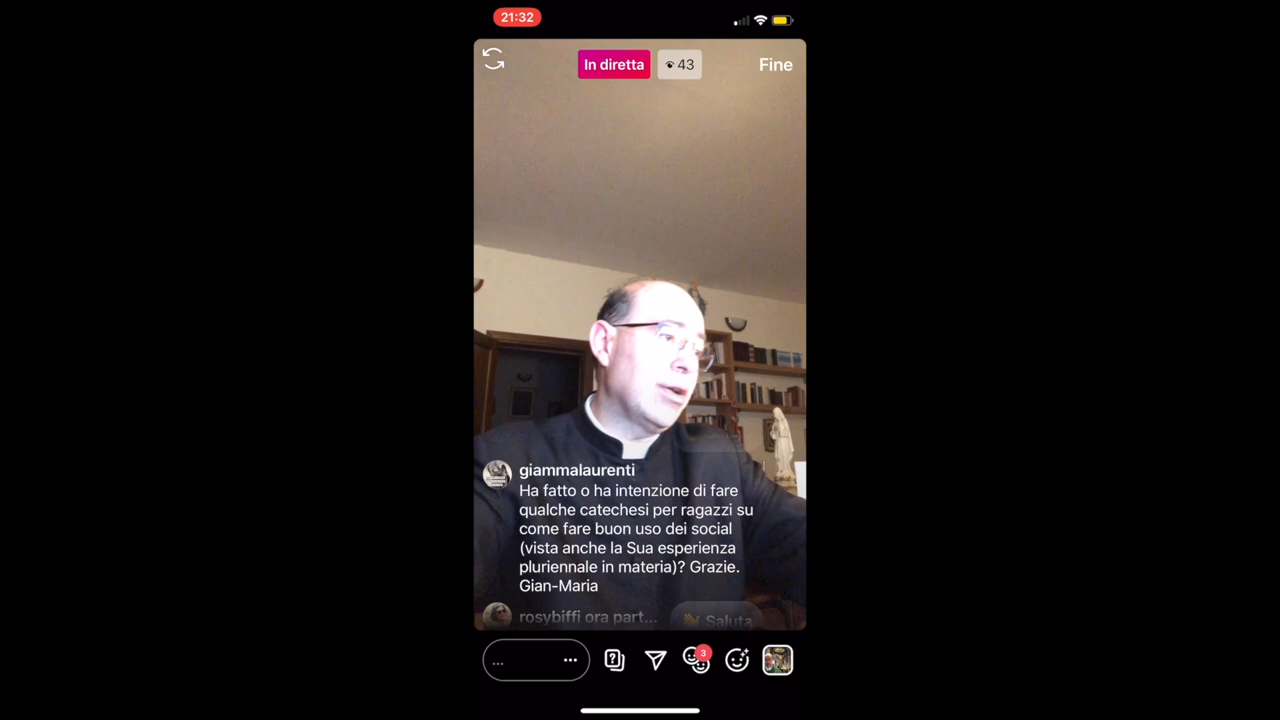 21:32
In diretta
43
Fine
giammalaurenti
Ha fatto o ha intenzione di fare
qualche catechesi per ragazzi su
come fare buon uso dei social
(vista anche la Sua esperienza
pluriennale in materia)? Grazie.
Gian-Maria
rosybiffi ora part...
👋 Saluta
...
3